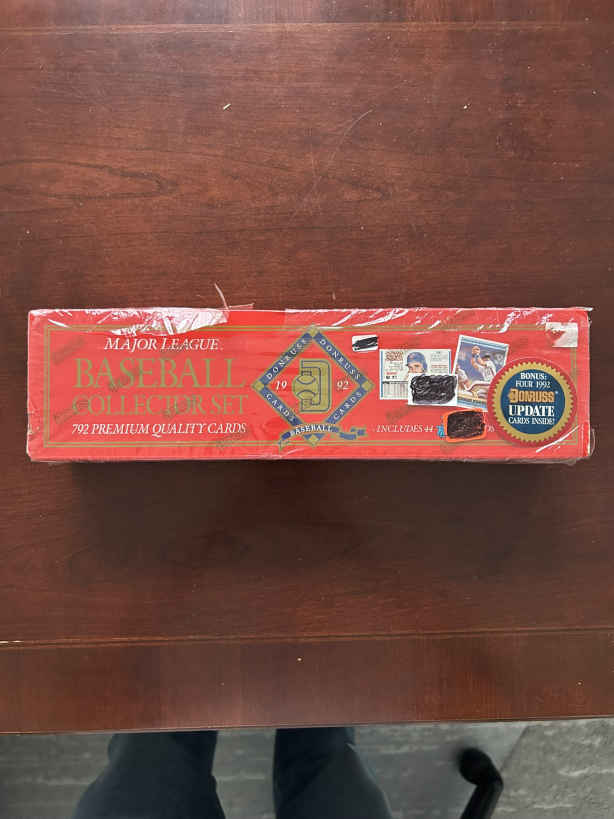 MAJOR LEAGUE
BASEBALL
COLLECTOR SET
792 PREMIUM QUALITY CARDS
DONRUSS DONRUSS
19 92
CARDS CARDS
BASEBALL
- INCLUDES 44
BONUS:
FOUR 1992
DONRUSS
UPDATE
CARDS INSIDE!